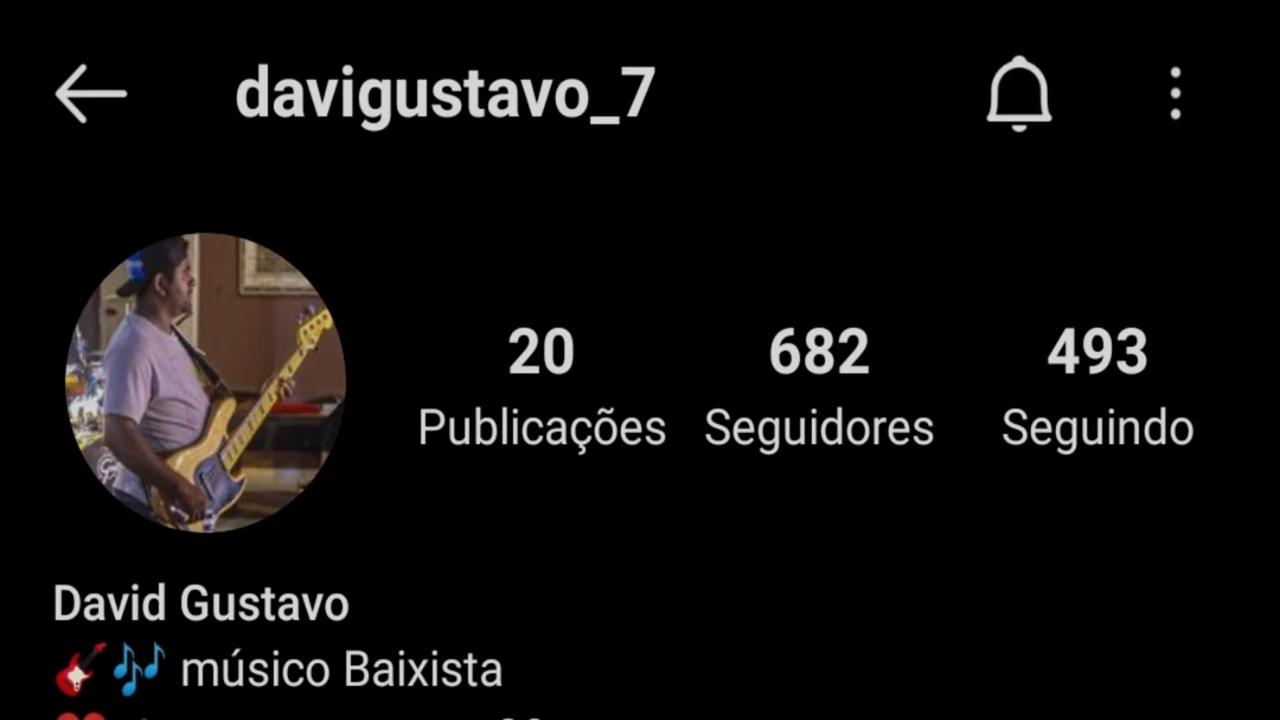 davigustavo_7
20 682 493
Publicações Seguidores Seguindo
David Gustavo
🎸🎶 músico Baixista